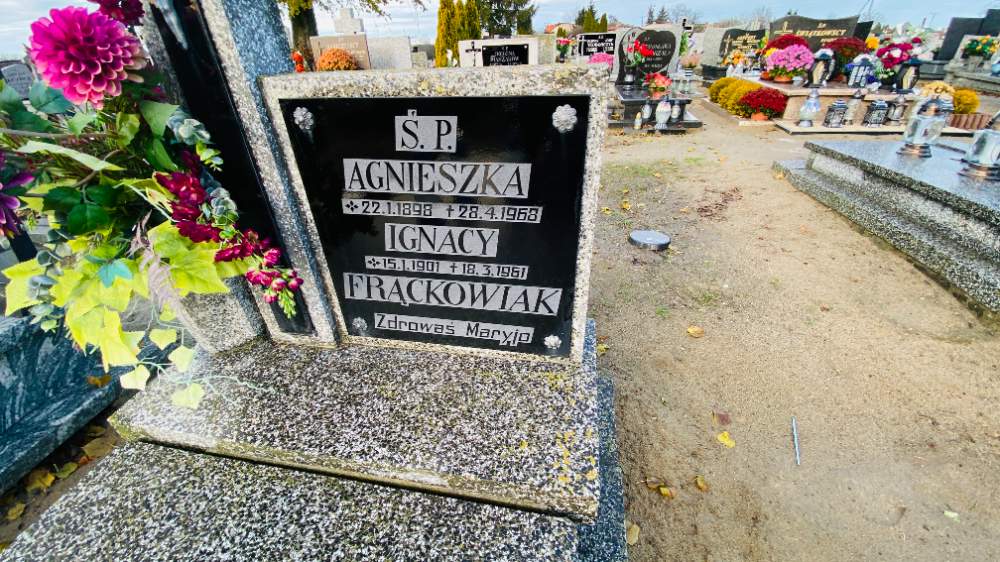 Ś. P.
AGNIESZKA
22.1.1898 + 28.4.1968
IGNACY
15.1.1901 + 18.3.1961
FRĄCKOWIAK
Zdrowaś Maryjo